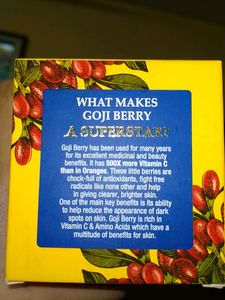 WHAT MAKES
GOJI BERRY
A SUPERSTAR!
Goji Berry has been used for many years
for its excellent medicinal and beauty
benefits. It has 500X more Vitamin C
than in Oranges. These little berries are
chock-full of antioxidants, fight free
radicals like none other and help
in giving clearer, brighter skin.
One of the main key benefits is its ability
to help reduce the appearance of dark
spots on skin. Goji Berry is rich in
Vitamin C & Amino Acids which have a
multitude of benefits for skin.